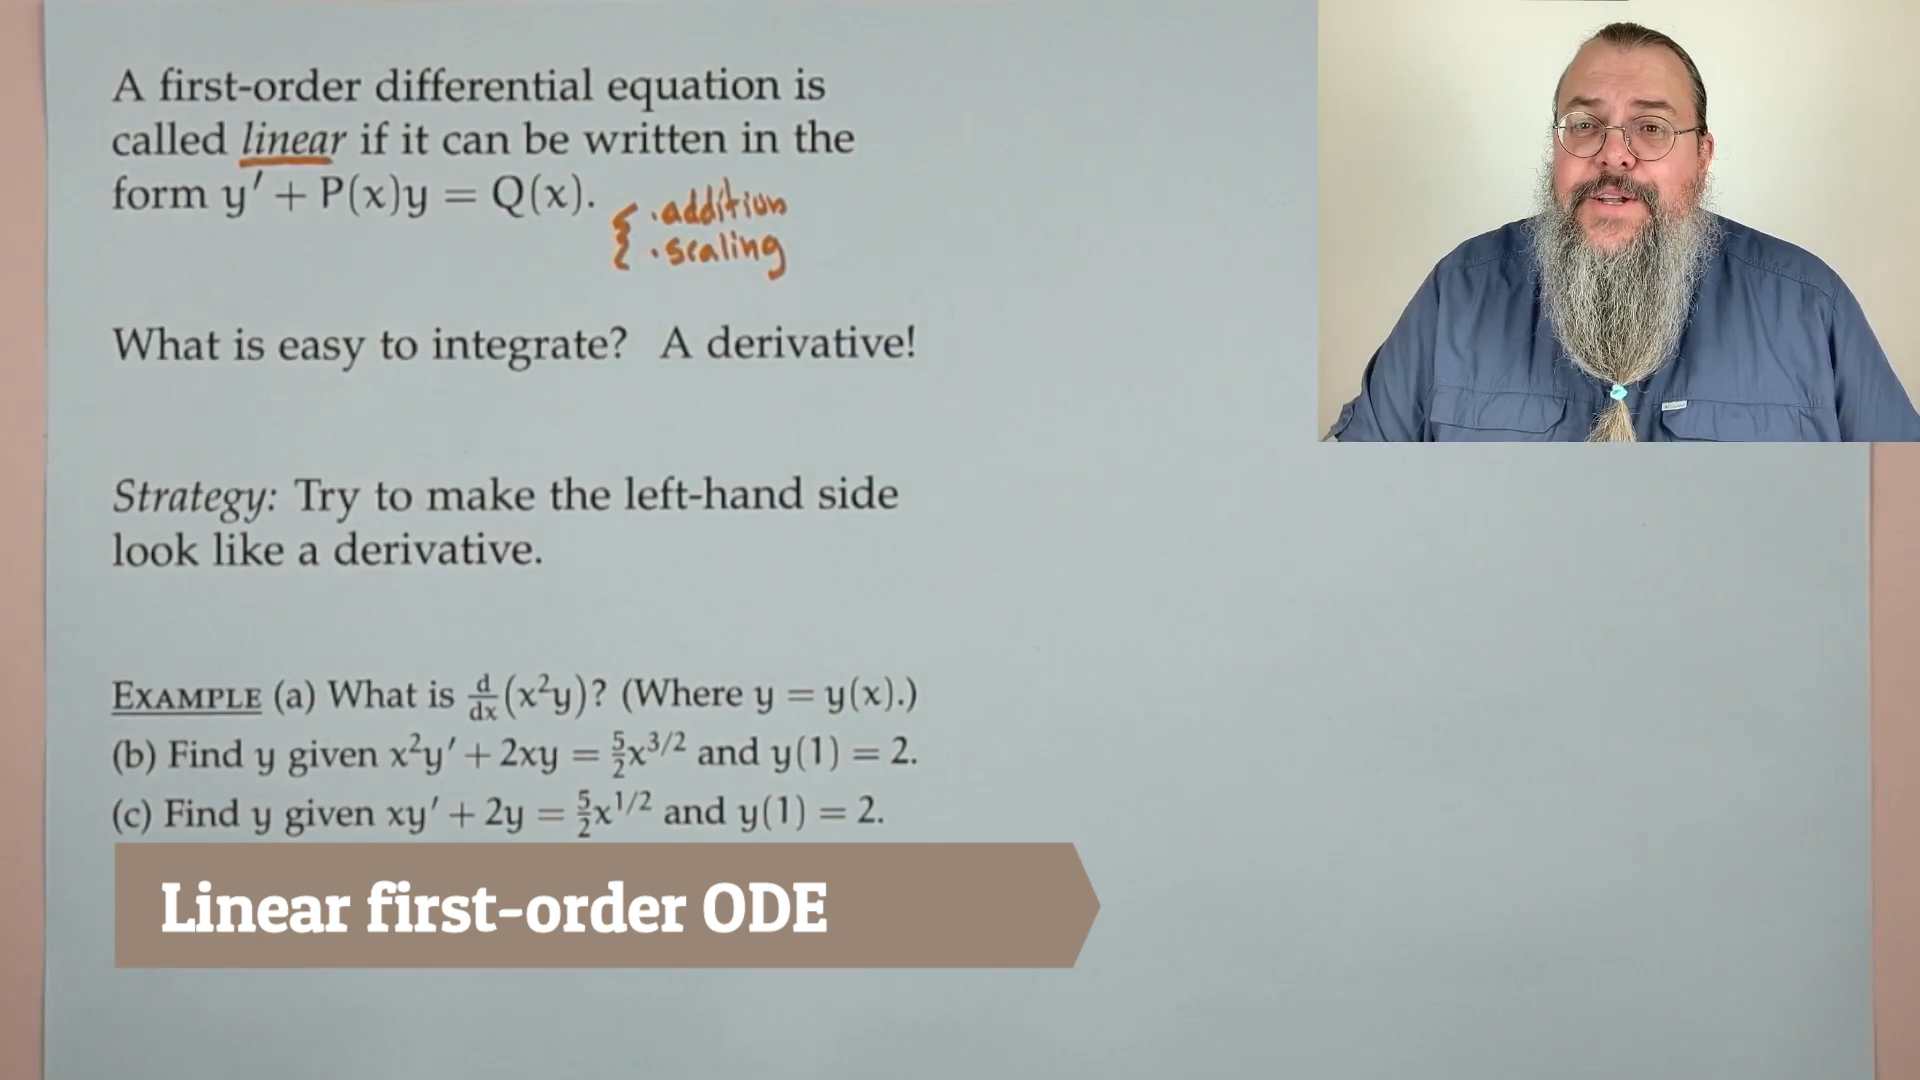 A first-order differential equation is
called linear if it can be written in the
form y′ + P(x)y = Q(x).
{ · addition
· scaling
What is easy to integrate? A derivative!
Strategy: Try to make the left-hand side
look like a derivative.
EXAMPLE (a) What is d/dx (x²y)? (Where y = y(x).)
(b) Find y given x²y′ + 2xy = 5/2 x^{3/2} and y(1) = 2.
(c) Find y given xy′ + 2y = 5/2 x^{1/2} and y(1) = 2.
Linear first-order ODE